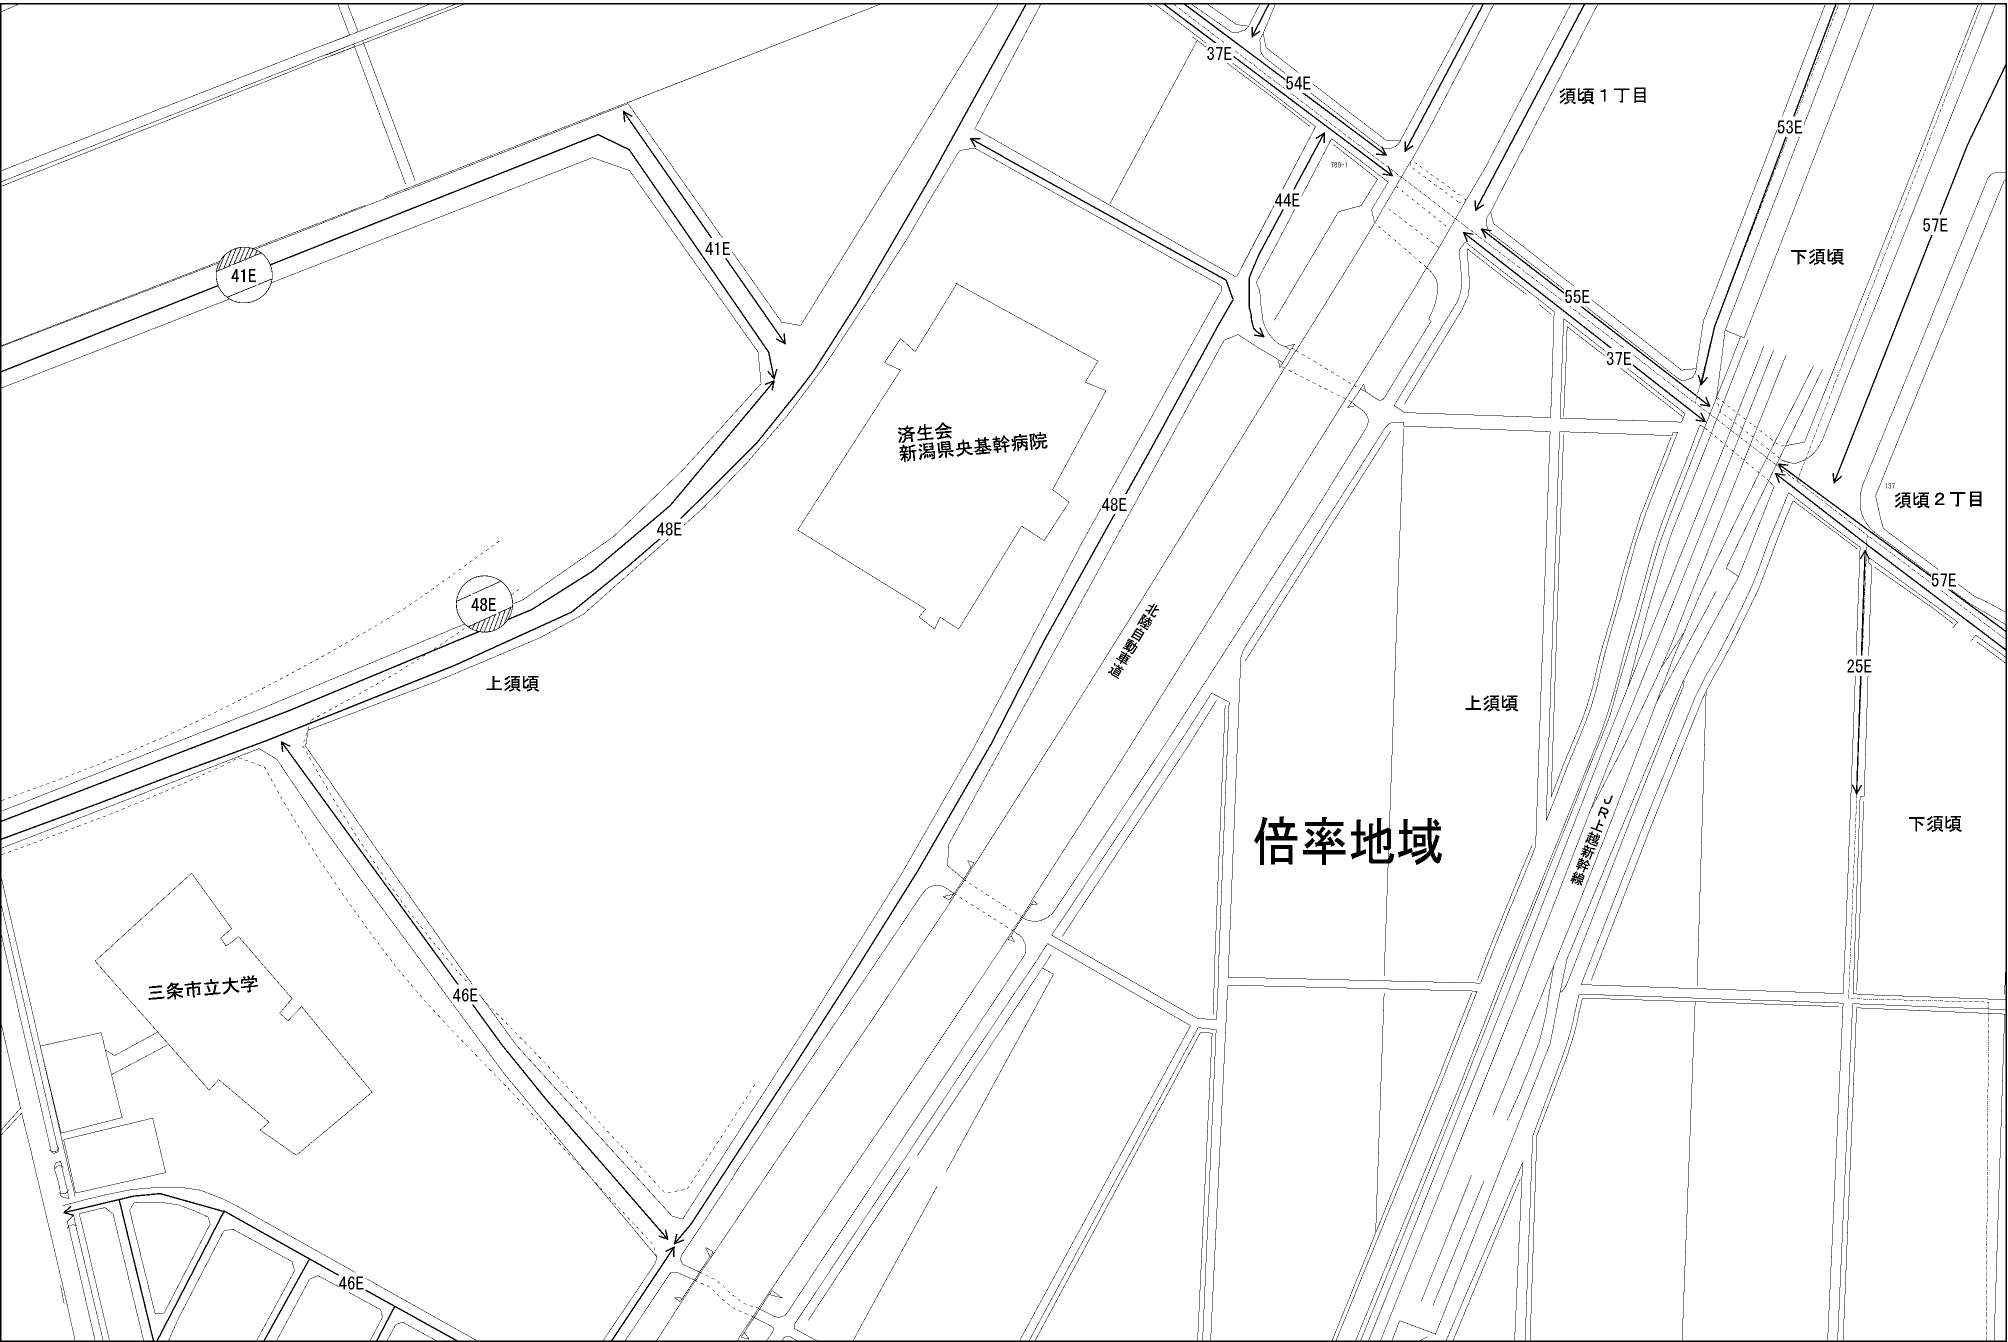 37E
54E
須頃１丁目
53E
789-1
44E
41E
57E
下須頃
41E
55E
37E
済生会
新潟県央基幹病院
137
須頃２丁目
48E
48E
57E
48E
北陸自動車道
25E
上須頃
上須頃
倍率地域
ＪＲ上越新幹線
下須頃
三条市立大学
46E
46E